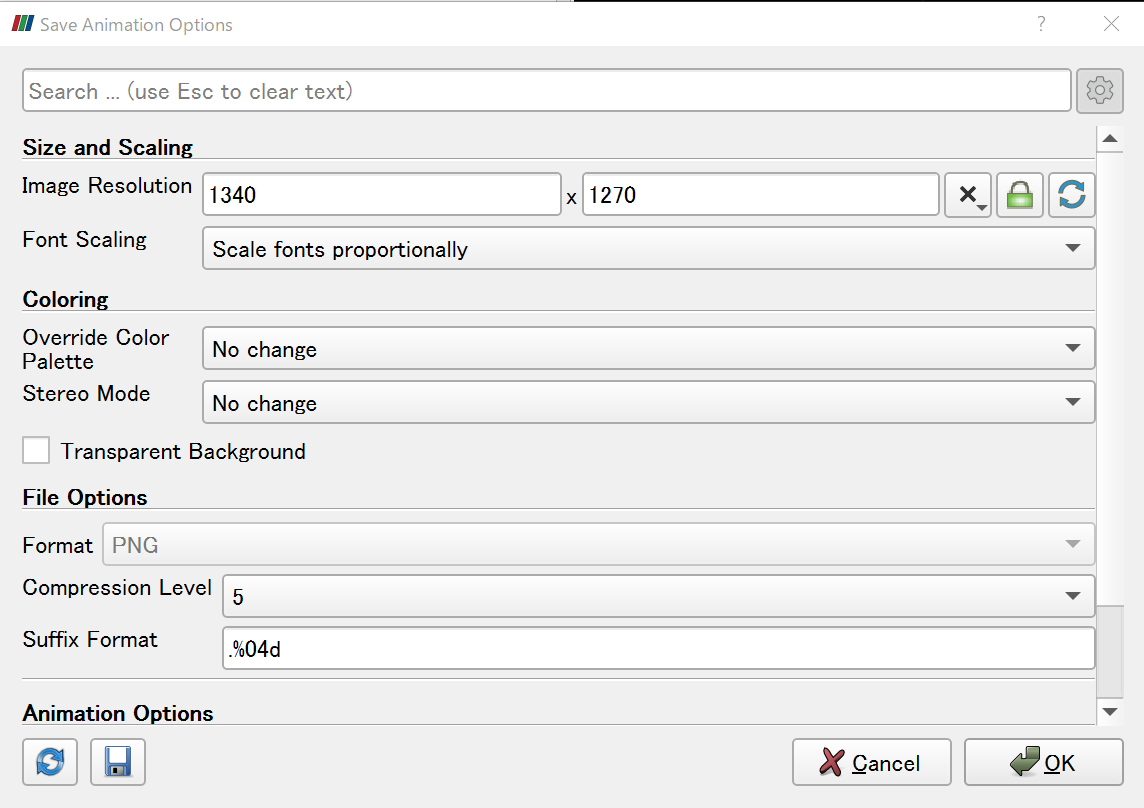 Save Animation Options
?
Search ... (use Esc to clear text)
Size and Scaling
Image Resolution 1340 x 1270
Font Scaling Scale fonts proportionally
Coloring
Override Color
Palette No change
Stereo Mode No change
Transparent Background
File Options
Format PNG
Compression Level 5
Suffix Format .%04d
Animation Options
Cancel OK